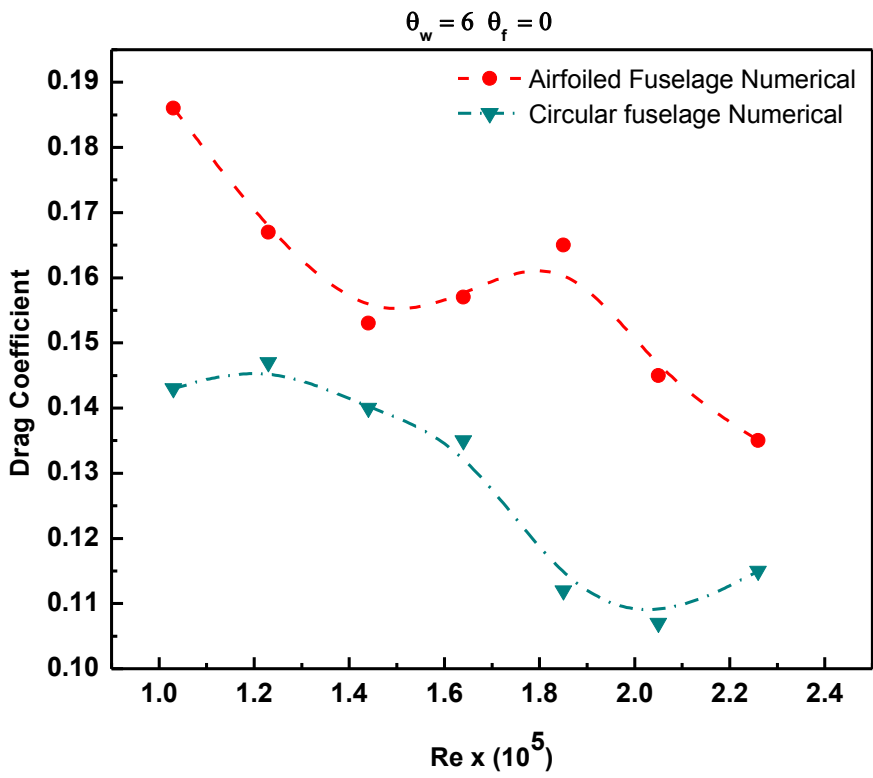 θw = 6 θf = 0
Airfoiled Fuselage Numerical
Circular fuselage Numerical
Drag Coefficient
0.19
0.18
0.17
0.16
0.15
0.14
0.13
0.12
0.11
0.10
1.0 1.2 1.4 1.6 1.8 2.0 2.2 2.4
Re x (10^5)